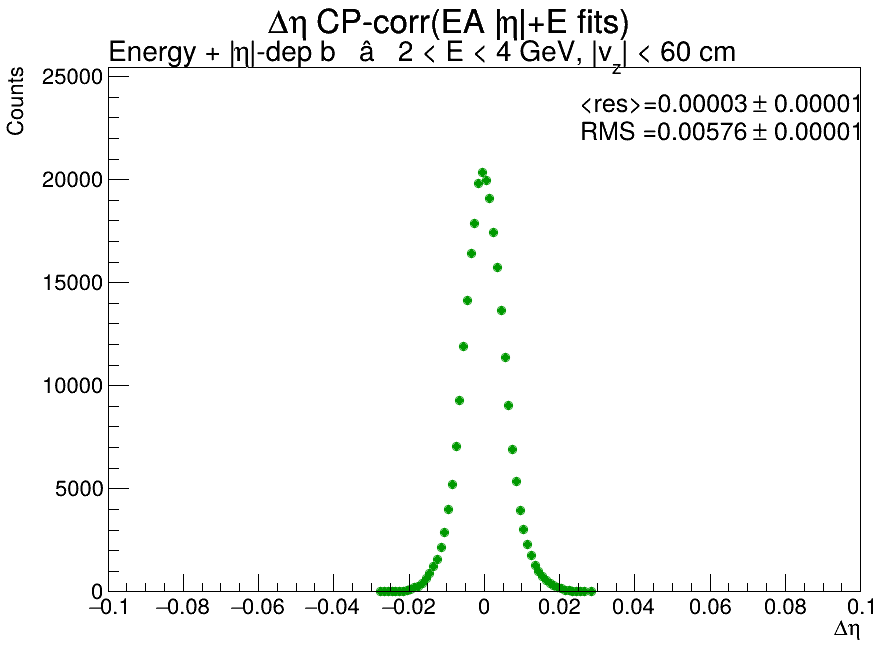 Δη CP-corr(EA |η|+E fits)
Energy + |η|-dep b â 2 < E < 4 GeV, |v_z| < 60 cm
<res>=0.00003 ± 0.00001
RMS =0.00576 ± 0.00001
Counts
25000
20000
15000
10000
5000
0
−0.1 −0.08 −0.06 −0.04 −0.02 0 0.02 0.04 0.06 0.08 0.1
Δη